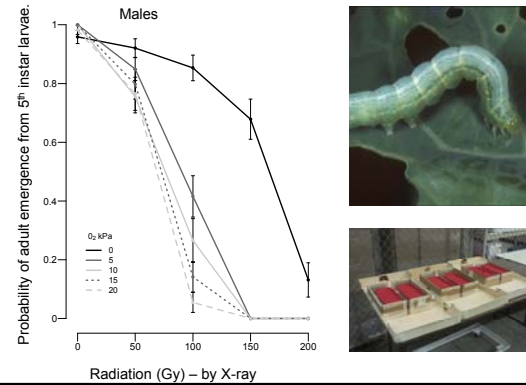 Males
Probability of adult emergence from 5th instar larvae.
1
0.8
0.6
0.4
0.2
0
O2 kPa
0
5
10
15
20
0 50 100 150 200
Radiation (Gy) – by X-ray